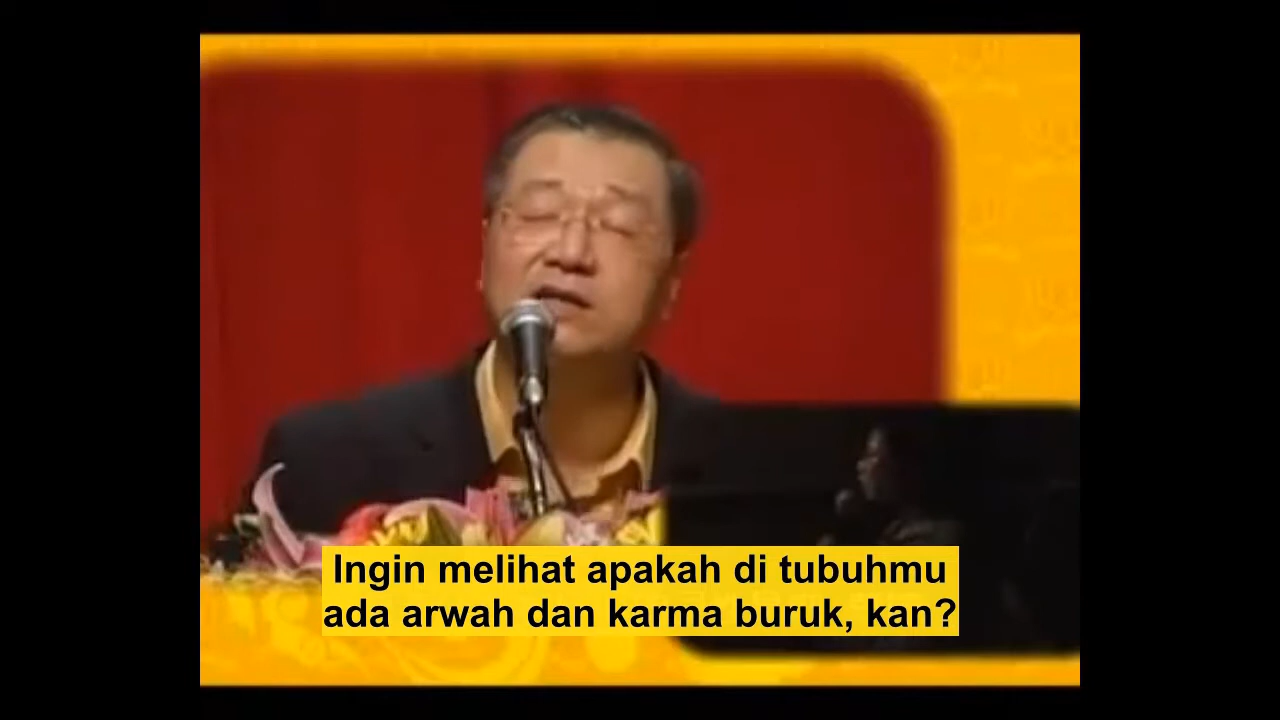 Ingin melihat apakah di tubuhmu
ada arwah dan karma buruk, kan?